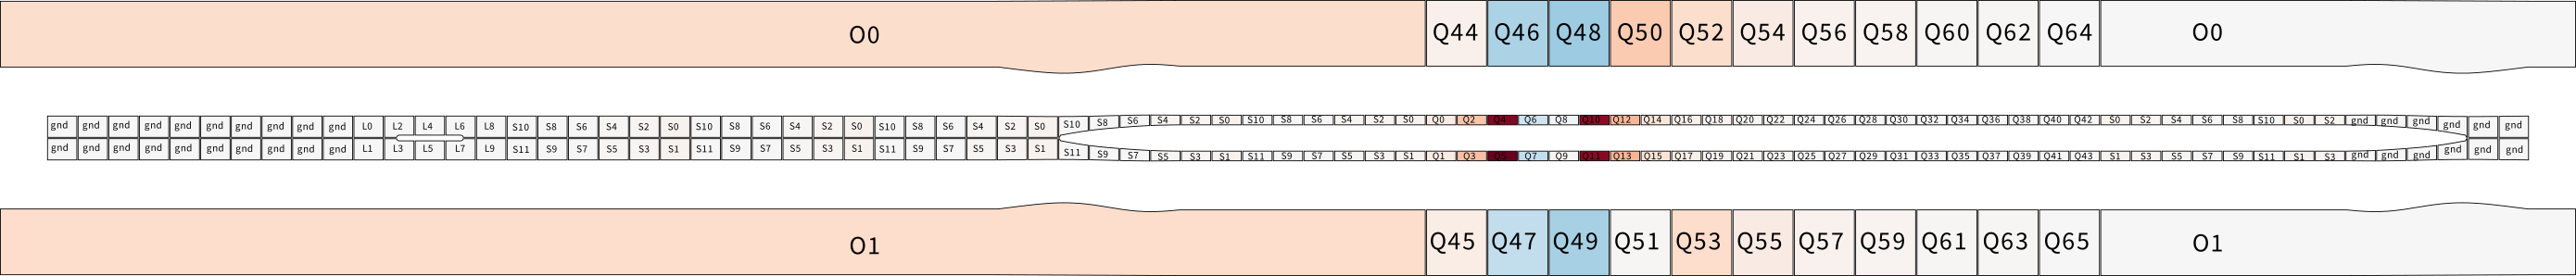 O0 Q44 Q46 Q48 Q50 Q52 Q54 Q56 Q58 Q60 Q62 Q64 O0
gnd gnd gnd gnd gnd gnd gnd gnd gnd gnd L0 L2 L4 L6 L8 S10 S8 S6 S4 S2 S0 S10 S8 S6 S4 S2 S0 S10 S8 S6 S4 S2 S0 S10 S8 S6 S4 S2 S0 S10 S8 S6 S4 S2 S0 Q0 Q2 Q4 Q6 Q8 Q10 Q12 Q14 Q16 Q18 Q20 Q22 Q24 Q26 Q28 Q30 Q32 Q34 Q36 Q38 Q40 Q42 S0 S2 S4 S6 S8 S10 S0 S2 gnd gnd gnd gnd gnd gnd
gnd gnd gnd gnd gnd gnd gnd gnd gnd gnd L1 L3 L5 L7 L9 S11 S9 S7 S5 S3 S1 S11 S9 S7 S5 S3 S1 S11 S9 S7 S5 S3 S1 S11 S9 S7 S5 S3 S1 S11 S9 S7 S5 S3 S1 Q1 Q3 Q5 Q7 Q9 Q11 Q13 Q15 Q17 Q19 Q21 Q23 Q25 Q27 Q29 Q31 Q33 Q35 Q37 Q39 Q41 Q43 S1 S3 S5 S7 S9 S11 S1 S3 gnd gnd gnd gnd gnd gnd
O1 Q45 Q47 Q49 Q51 Q53 Q55 Q57 Q59 Q61 Q63 Q65 O1